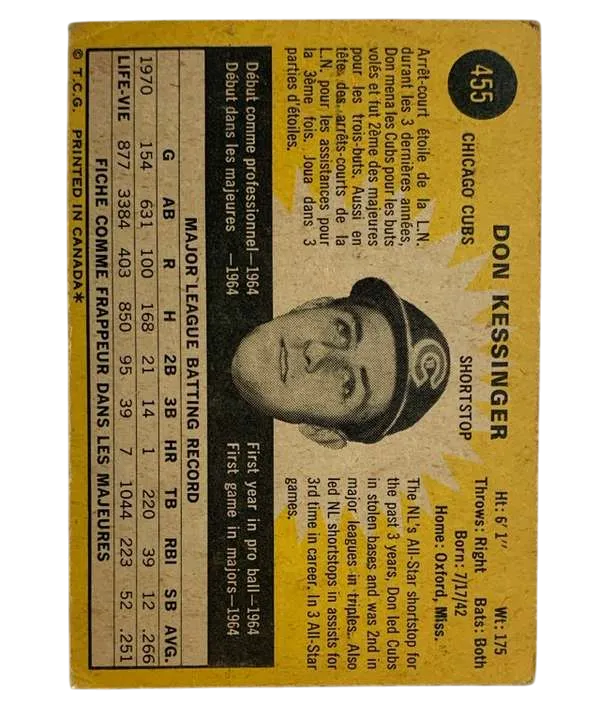 455
DON KESSINGER
CHICAGO CUBS
SHORTSTOP
Ht: 6'1" Wt: 175
Throws: Right Bats: Both
Born: 7/17/42
Home: Oxford, Miss.
Arrêt-court étoile de la L.N.
durant les 3 dernières années,
Don mena les Cubs pour les buts
volés et fut 2ème des majeures
pour les trois-buts. Aussi en
tête des arrêts-courts de la
L.N. pour les assistances pour
la 3ème fois. Joua dans 3
parties d'étoiles.
C
The NL's All-Star shortstop for
the past 3 years, Don led Cubs
in stolen bases and was 2nd in
major leagues in triples. Also
led NL shortstops in assists for
3rd time in career. In 3 All-Star
games.
Début comme professionnel—1964
Début dans les majeures —1964
First year in pro ball—1964
First game in majors—1964
MAJOR LEAGUE BATTING RECORD
G AB R H 2B 3B HR TB RBI SB AVG.
1970 154 631 100 168 21 14 1 220 39 12 .266
LIFE-VIE 877 3384 403 850 95 39 7 1044 223 52 .251
FICHE COMME FRAPPEUR DANS LES MAJEURES
© T.C.G. PRINTED IN CANADA*